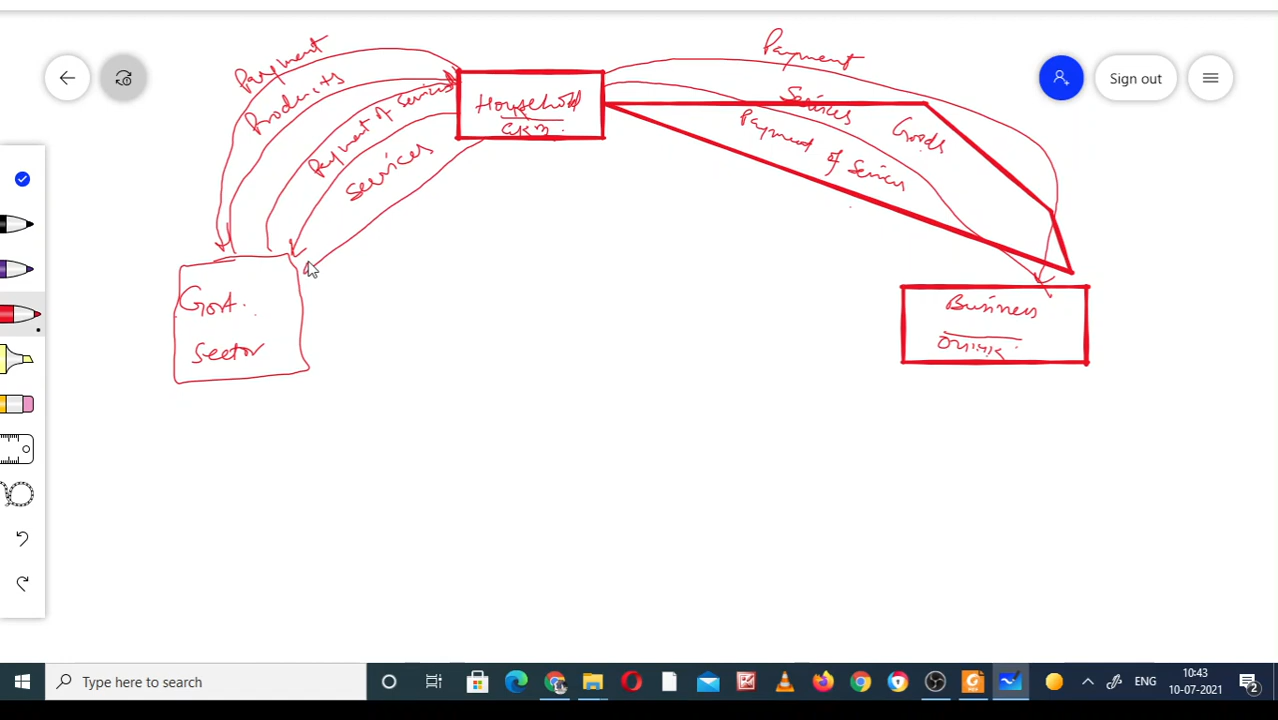 Payment
Products
Payment of Services
Services
Household
Payment
Services
Goods
Payment of Services
Sign out
Govt.
Sector
Business
Type here to search
ENG
10:43
10-07-2021
2